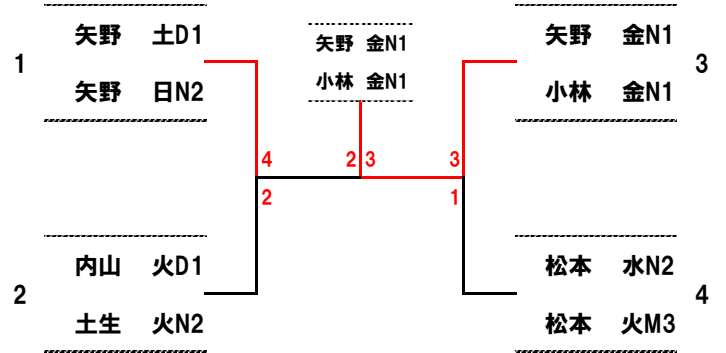 1
矢野 土D1
矢野 日N2
矢野 金N1
小林 金N1
矢野 金N1
小林 金N1
3
4
2 3
3
2
1
2
内山 火D1
土生 火N2
松本 水N2
松本 火M3
4